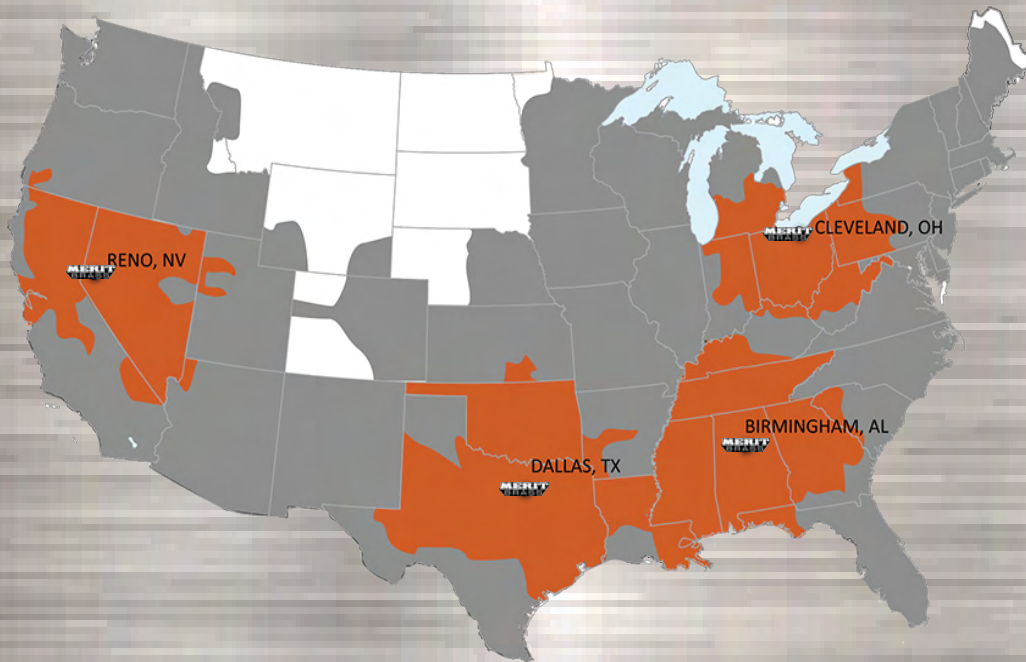 CLEVELAND, OH
MERIT
BRASS
RENO, NV
MERIT
BRASS
BIRMINGHAM, AL
MERIT
BRASS
DALLAS, TX
MERIT
BRASS